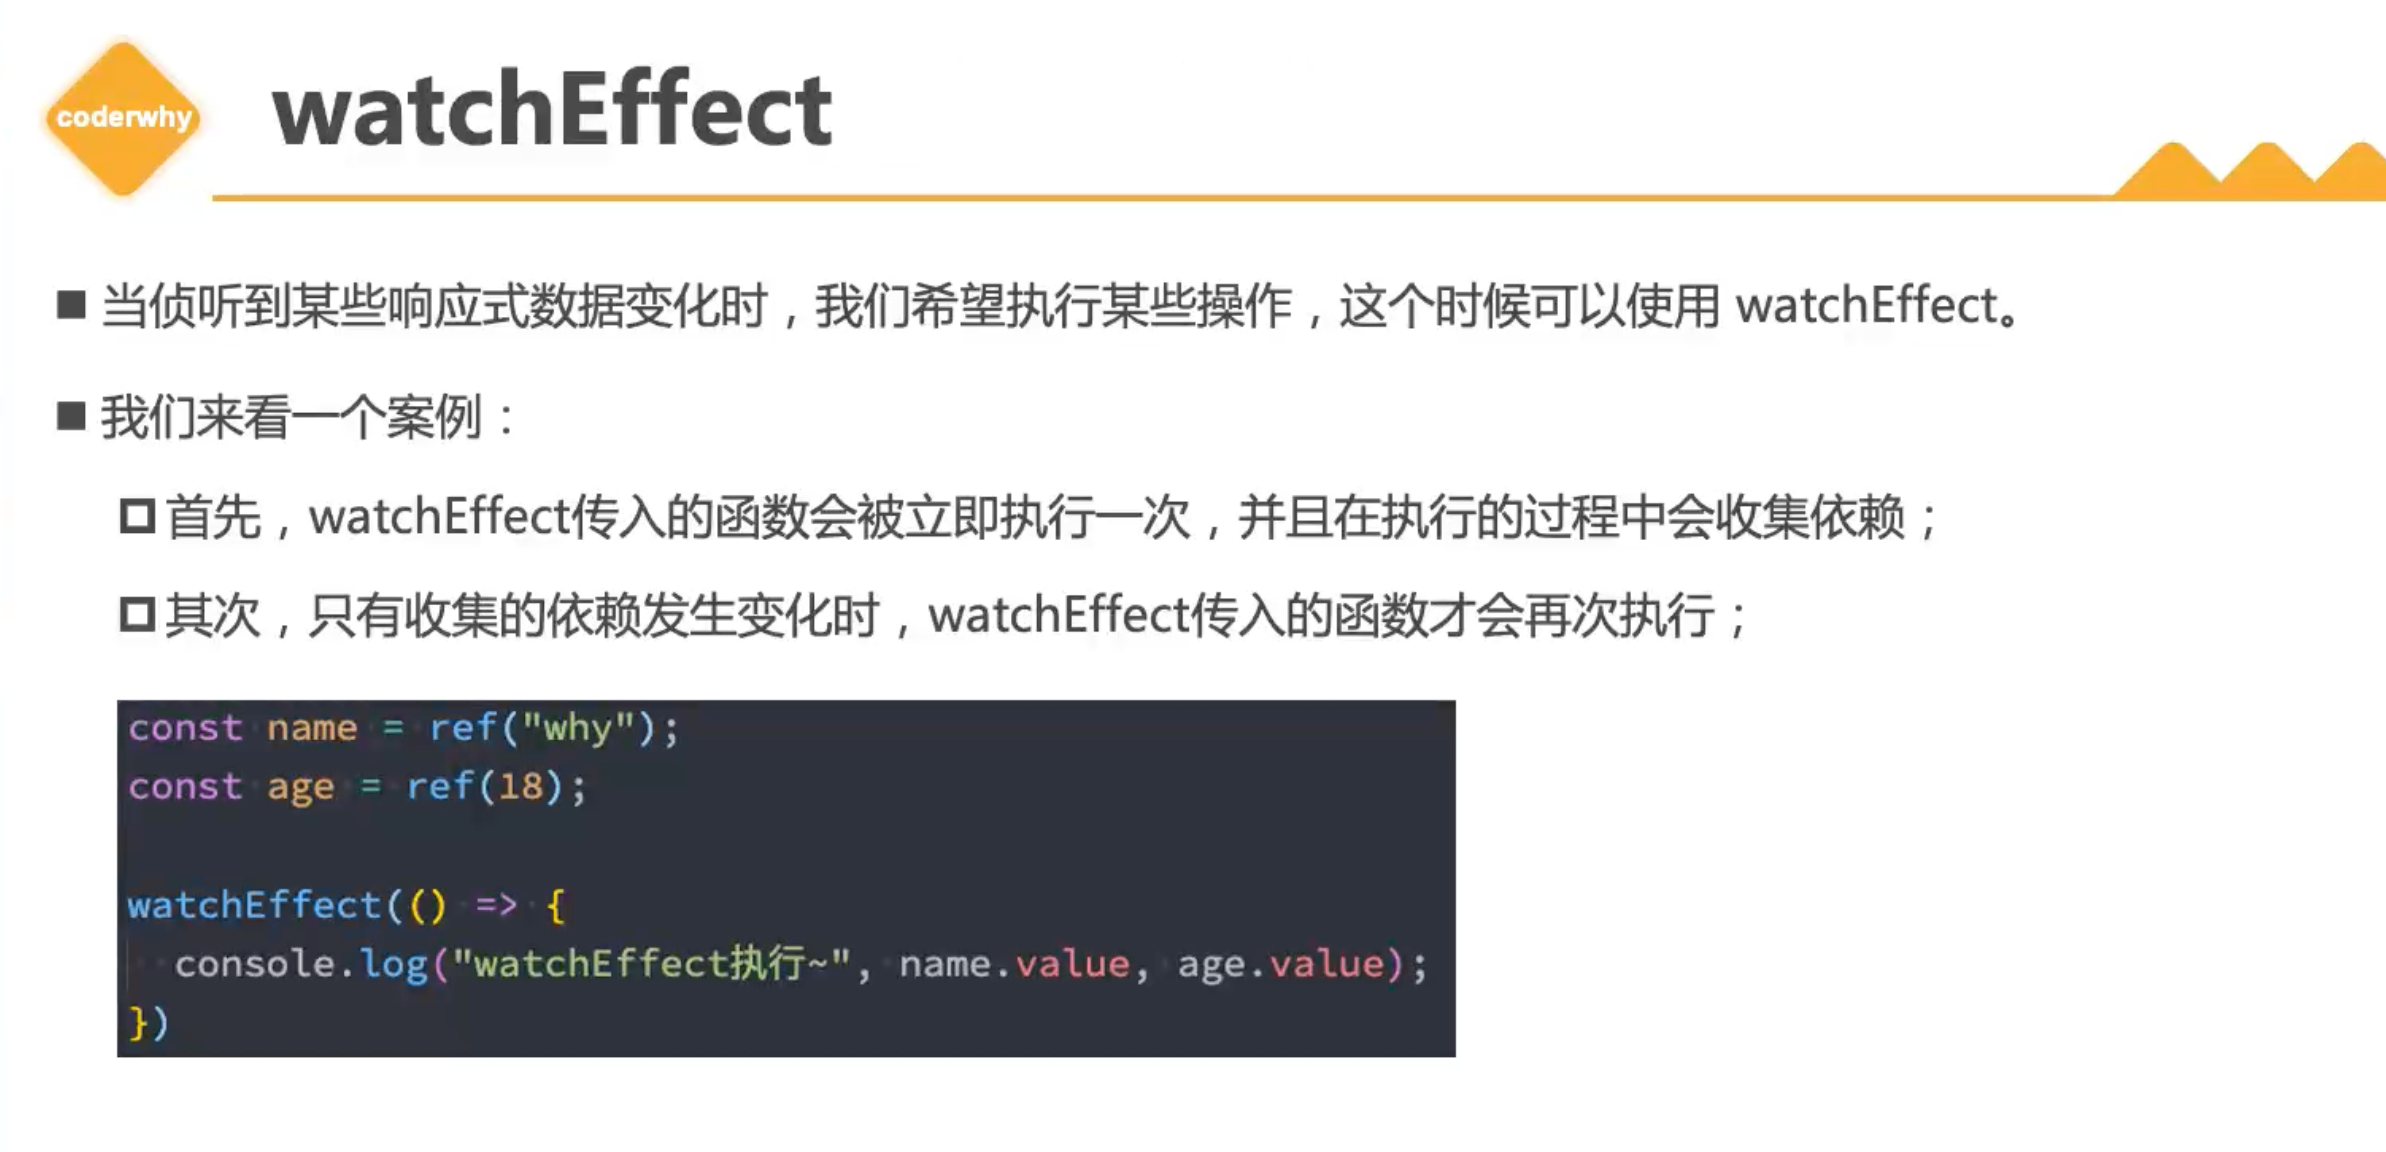 coderwhy
watchEffect
当侦听到某些响应式数据变化时，我们希望执行某些操作，这个时候可以使用 watchEffect。
我们来看一个案例：
首先，watchEffect传入的函数会被立即执行一次，并且在执行的过程中会收集依赖；
其次，只有收集的依赖发生变化时，watchEffect传入的函数才会再次执行；
const name = ref("why");
const age = ref(18);
watchEffect(() => {
  console.log("watchEffect执行~", name.value, age.value);
})